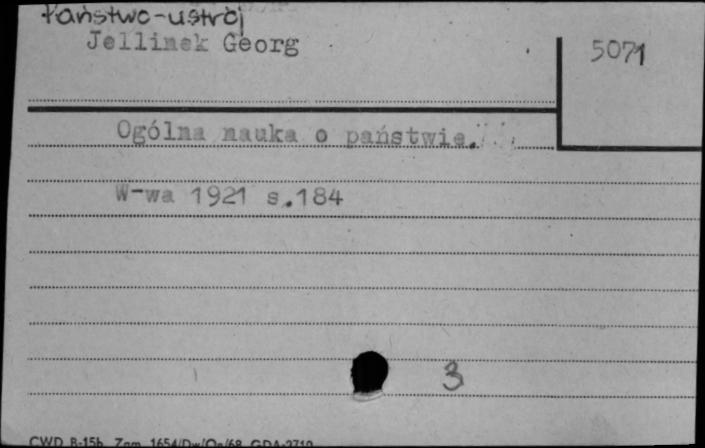 Państwo-ustrój
Jellinek Georg
5071
Ogólna nauka o państwie.
W-wa 1921 s.184
3
CWD B-15b Zam. 1654/Dw/On/68 GDA-2710